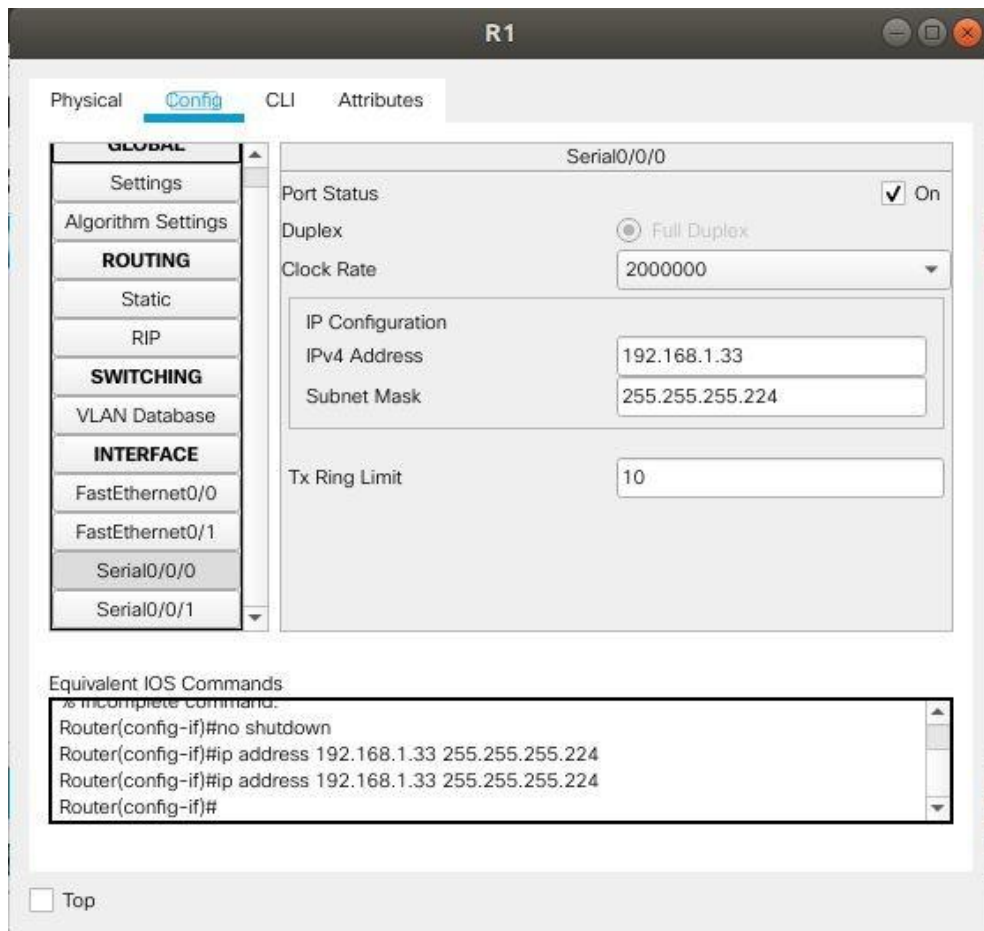 R1
Physical Config CLI Attributes
GLOBAL
Settings
Algorithm Settings
ROUTING
Static
RIP
SWITCHING
VLAN Database
INTERFACE
FastEthernet0/0
FastEthernet0/1
Serial0/0/0
Serial0/0/1
Serial0/0/0
Port Status On
Duplex Full Duplex
Clock Rate 2000000
IP Configuration
IPv4 Address 192.168.1.33
Subnet Mask 255.255.255.224
Tx Ring Limit 10
Equivalent IOS Commands
% Incomplete command.
Router(config-if)#no shutdown
Router(config-if)#ip address 192.168.1.33 255.255.255.224
Router(config-if)#ip address 192.168.1.33 255.255.255.224
Router(config-if)#
Top